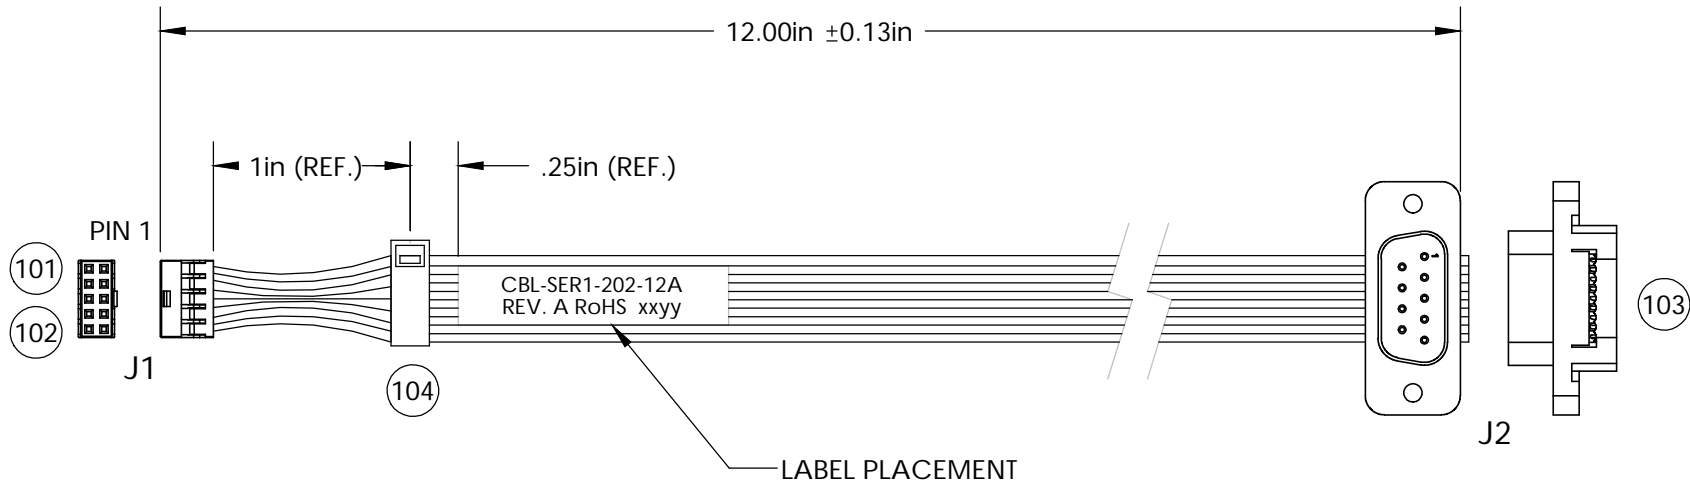 12.00in ±0.13in
1in (REF.)
.25in (REF.)
PIN 1
101
102
CBL-SER1-202-12A
REV. A RoHS xxyy
1
103
J1
104
J2
LABEL PLACEMENT